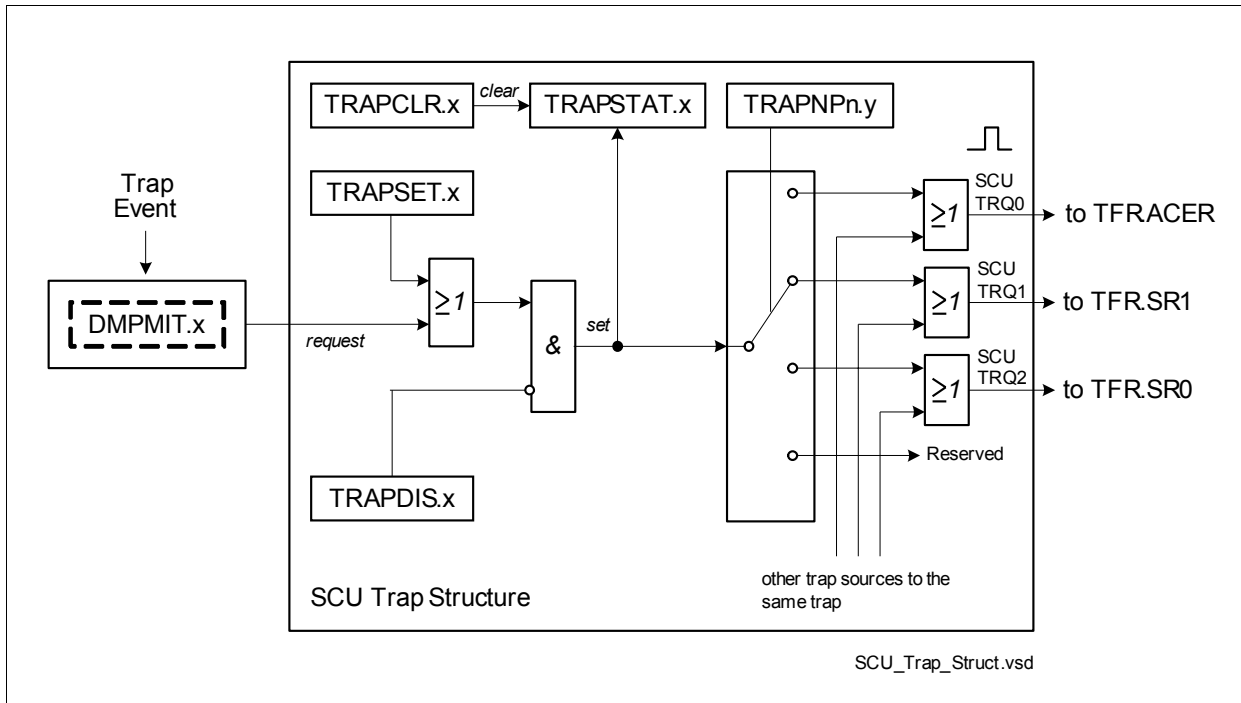 TRAPCLR.x
clear
TRAPSTAT.x
TRAPNPn.y
Trap
Event
TRAPSET.x
SCU
TRQ0
≥1
to TFR.ACER
DMPMIT.x
request
≥1
&
set
SCU
TRQ1
≥1
to TFR.SR1
SCU
TRQ2
≥1
to TFR.SR0
Reserved
TRAPDIS.x
other trap sources to the
same trap
SCU Trap Structure
SCU_Trap_Struct.vsd